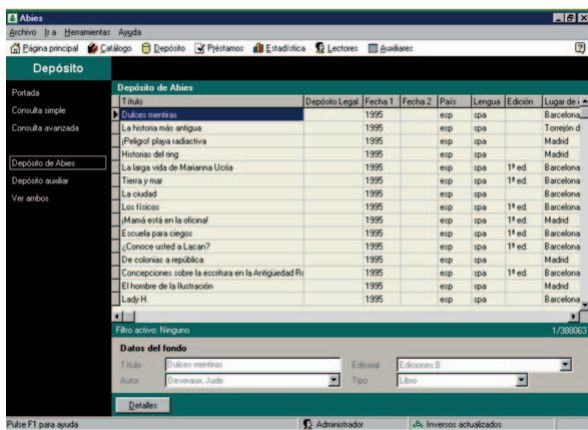 Abies
Archivo Ir a Herramientas Ayuda
Página principal Catálogo Depósito Préstamos Estadística Lectores Auxiliares
Depósito
Portada
Consulta simple
Consulta avanzada
Depósito de Abies
Depósito auxiliar
Ver ambos
Depósito de Abies
Título Depósito Legal Fecha 1 Fecha 2 País Lengua Edición Lugar de
Dulces mentiras 1995 esp spa Barcelona
La historia más antigua 1995 esp spa Torrejón d
¡Peligro! playa radiactiva 1995 esp spa Madrid
Historias del ring 1995 esp spa Madrid
La larga vida de Marianna Ucrìa 1995 esp spa 1ª ed. Barcelona
Tierra y mar 1995 esp spa 1ª ed. Barcelona
La ciudad 1995 esp spa Barcelona
Los físicos 1995 esp spa 1ª ed. Barcelona
¡Mamá está en la oficina! 1995 esp spa 1ª ed. Madrid
Escuela para ciegos 1995 esp spa 1ª ed. Barcelona
¿Conoce usted a Lacan? 1995 esp spa 1ª ed. Barcelona
De colonias a república 1995 esp spa Madrid
Concepciones sobre la escritura en la Antigüedad Ro 1995 esp spa 1ª ed. Barcelona
El hombre de la Ilustración 1995 esp spa Madrid
Lady H. 1995 esp spa Barcelona
Filtro activo: Ninguno 1/388063
Datos del fondo
Título Dulces mentiras Editorial Ediciones B
Autor Deveraux, Jude Tipo Libro
Detalles
Pulse F1 para ayuda Administrador Inversos actualizados